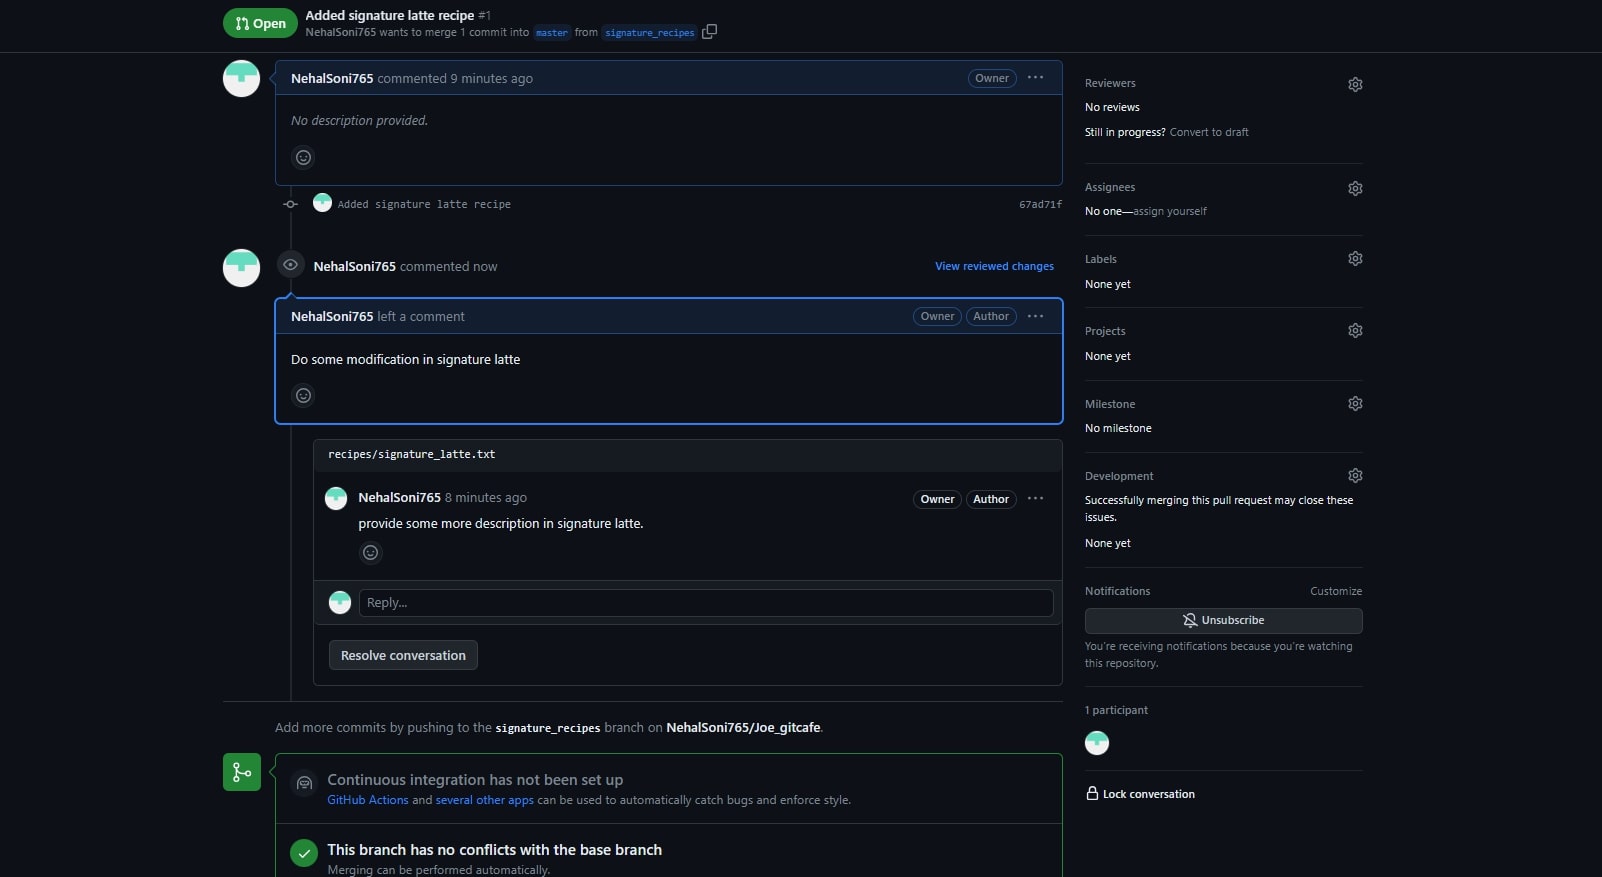 Open
Added signature latte recipe #1
NehalSoni765 wants to merge 1 commit into master from signature_recipes
NehalSoni765 commented 9 minutes ago
Owner
No description provided.
Added signature latte recipe
67ad71f
NehalSoni765 commented now
View reviewed changes
NehalSoni765 left a comment
Owner
Author
Do some modification in signature latte
recipes/signature_latte.txt
NehalSoni765 8 minutes ago
Owner
Author
provide some more description in signature latte.
Reply...
Resolve conversation
Add more commits by pushing to the signature_recipes branch on NehalSoni765/Joe_gitcafe.
Continuous integration has not been set up
GitHub Actions and several other apps can be used to automatically catch bugs and enforce style.
This branch has no conflicts with the base branch
Merging can be performed automatically.
Reviewers
No reviews
Still in progress? Convert to draft
Assignees
No one—assign yourself
Labels
None yet
Projects
None yet
Milestone
No milestone
Development
Successfully merging this pull request may close these
issues.
None yet
Notifications
Customize
Unsubscribe
You're receiving notifications because you're watching
this repository.
1 participant
Lock conversation